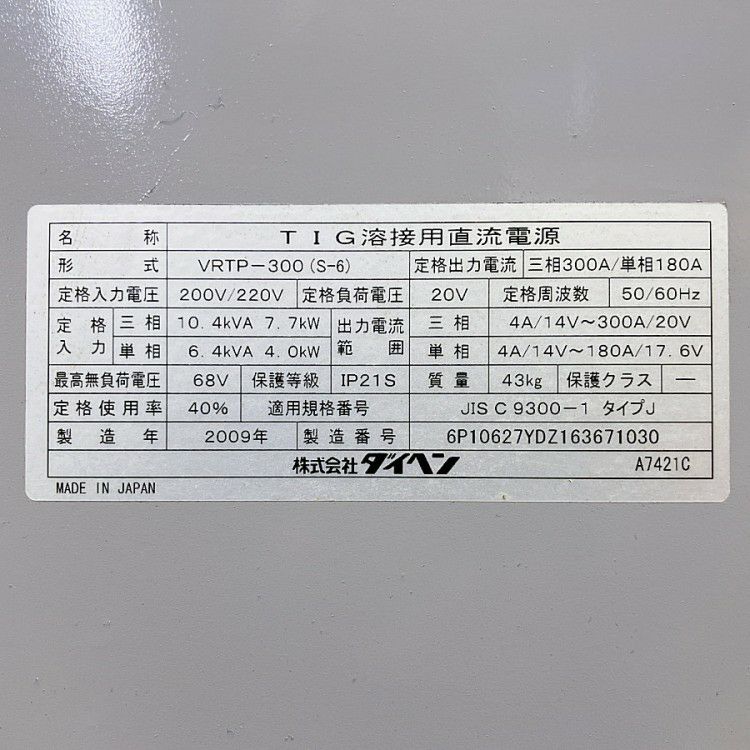 名称 TIG溶接用直流電源
形式 VRTP-300(S-6) 定格出力電流 三相300A/単相180A
定格入力電圧 200V/220V 定格負荷電圧 20V 定格周波数 50/60Hz
定格入力 三相 10.4kVA 7.7kW 出力電流範囲 三相 4A/14V～300A/20V
単相 6.4kVA 4.0kW 単相 4A/14V～180A/17.6V
最高無負荷電圧 68V 保護等級 IP21S 質量 43kg 保護クラス —
定格使用率 40% 適用規格番号 JIS C 9300-1 タイプJ
製造年 2009年 製造番号 6P10627YDZ163671030
株式会社ダイヘン A7421C
MADE IN JAPAN